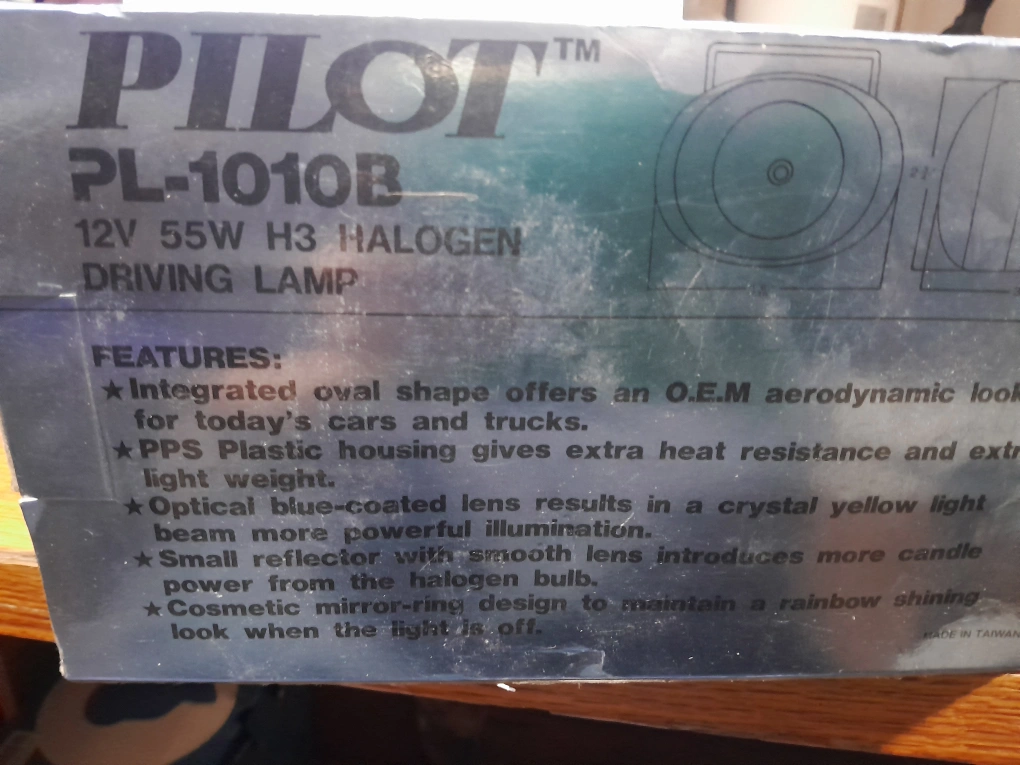 PILOT™
PL-1010B
12V 55W H3 HALOGEN
DRIVING LAMP
FEATURES:
★Integrated oval shape offers an O.E.M aerodynamic look
for today's cars and trucks.
★PPS Plastic housing gives extra heat resistance and extr
light weight.
★Optical blue-coated lens results in a crystal yellow light
beam more powerful illumination.
★Small reflector with smooth lens introduces more candle
power from the halogen bulb.
★Cosmetic mirror-ring design to maintain a rainbow shining
look when the light is off.
MADE IN TAIWAN